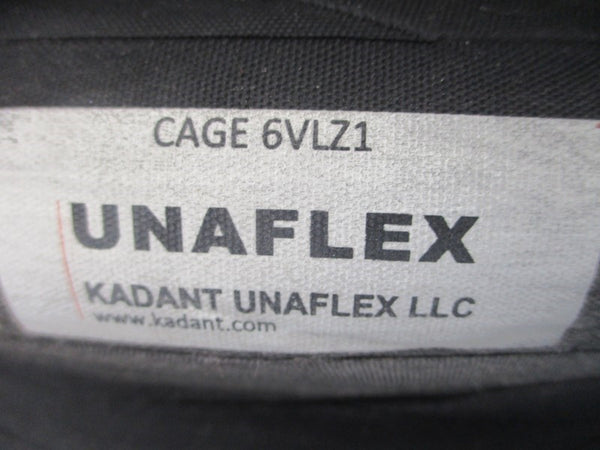 CAGE 6VLZ1
UNAFLEX
KADANT UNAFLEX LLC
www.kadant.com